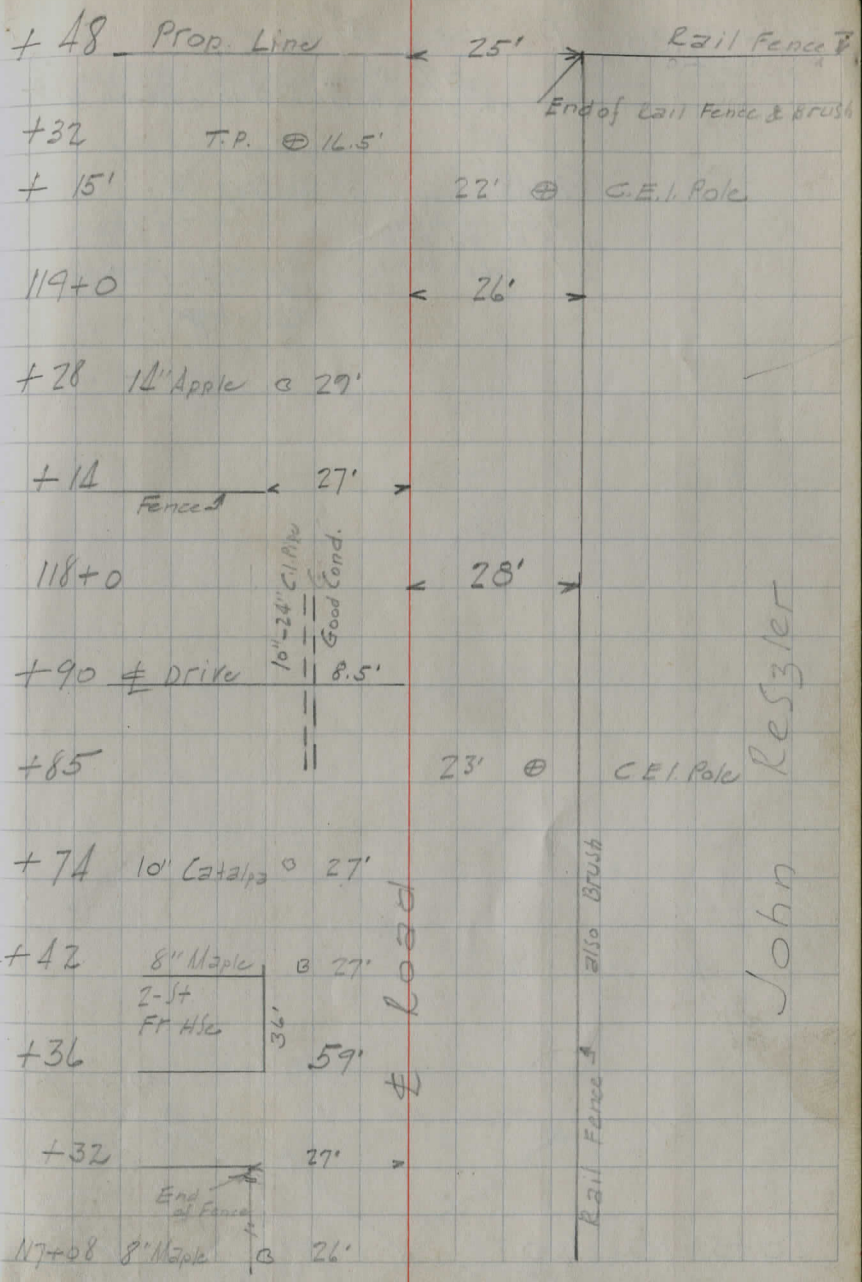 + 48 Prop. Line 25' Rail Fence
End of Rail Fence & Brush
+32 T.P. ⊕ 16.5'
+ 15' 22' ⊕ C.E.I. Pole
119+0 26'
+28 14" Apple 29'
+14 27'
Fence
118+0 28'
10"-24' C.I. Pipe
Good Cond.
+90 ℄ Drive 8.5'
+85 23' ⊕ C.E.I. Pole
+74 10" Catalpa 27'
+42 8" Maple 27'
2-St
Fr Hse
36'
+36 59'
+32 27'
End
of Fence
117+08 8" Maple 26'
℄ Road
Rail Fence also Brush
John Reszler